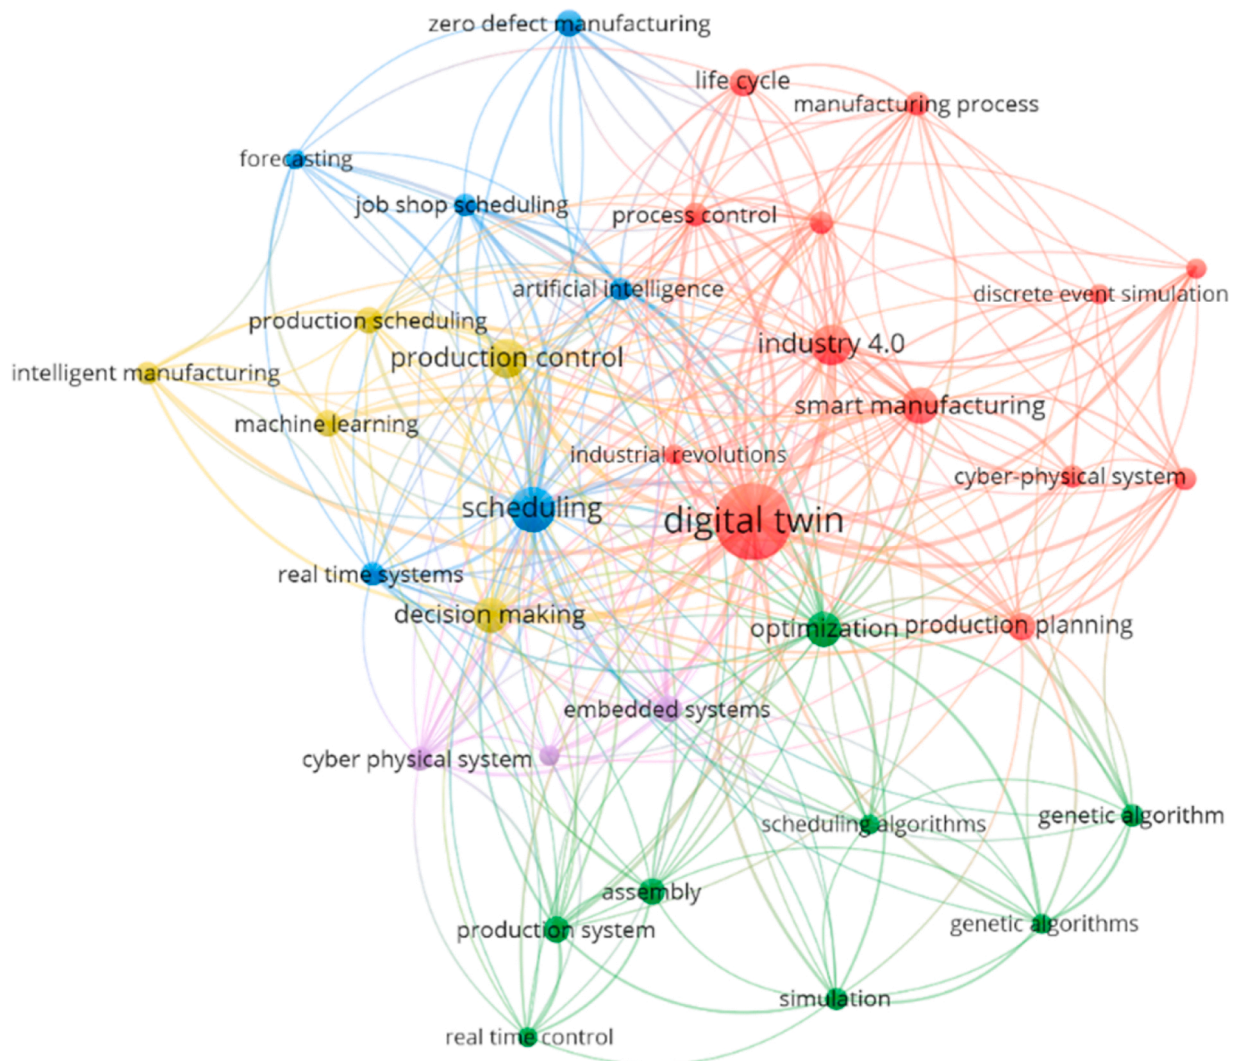 zero defect manufacturing
life cycle
manufacturing process
forecasting
job shop scheduling
process control
artificial intelligence
discrete event simulation
production scheduling
industry 4.0
production control
intelligent manufacturing
smart manufacturing
machine learning
industrial revolutions
cyber-physical system
scheduling
digital twin
real time systems
decision making
optimization
production planning
embedded systems
cyber physical system
scheduling algorithms
genetic algorithm
assembly
production system
genetic algorithms
simulation
real time control